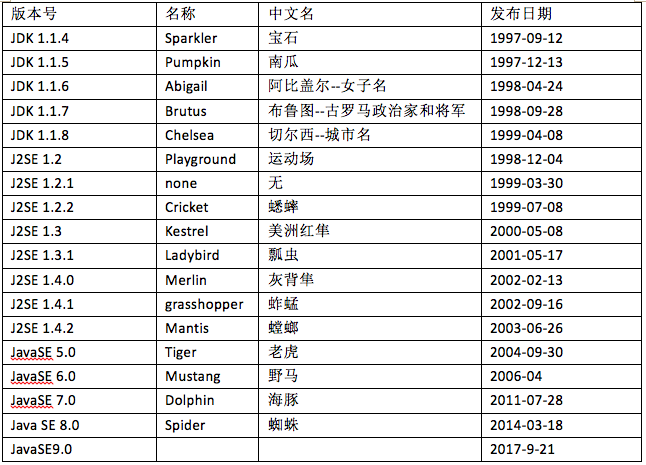 版本号 名称 中文名 发布日期
JDK 1.1.4 Sparkler 宝石 1997-09-12
JDK 1.1.5 Pumpkin 南瓜 1997-12-13
JDK 1.1.6 Abigail 阿比盖尔--女子名 1998-04-24
JDK 1.1.7 Brutus 布鲁图--古罗马政治家和将军 1998-09-28
JDK 1.1.8 Chelsea 切尔西--城市名 1999-04-08
J2SE 1.2 Playground 运动场 1998-12-04
J2SE 1.2.1 none 无 1999-03-30
J2SE 1.2.2 Cricket 蟋蟀 1999-07-08
J2SE 1.3 Kestrel 美洲红隼 2000-05-08
J2SE 1.3.1 Ladybird 瓢虫 2001-05-17
J2SE 1.4.0 Merlin 灰背隼 2002-02-13
J2SE 1.4.1 grasshopper 蚱蜢 2002-09-16
J2SE 1.4.2 Mantis 螳螂 2003-06-26
JavaSE 5.0 Tiger 老虎 2004-09-30
JavaSE 6.0 Mustang 野马 2006-04
JavaSE 7.0 Dolphin 海豚 2011-07-28
Java SE 8.0 Spider 蜘蛛 2014-03-18
JavaSE9.0 2017-9-21